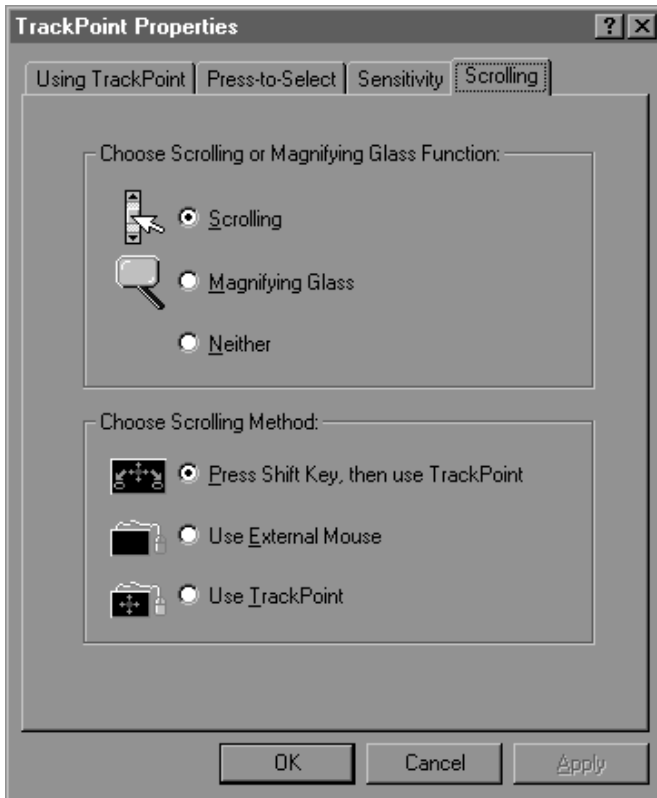 TrackPoint Properties
Using TrackPoint
Press-to-Select
Sensitivity
Scrolling
Choose Scrolling or Magnifying Glass Function:
Scrolling
Magnifying Glass
Neither
Choose Scrolling Method:
Press Shift Key, then use TrackPoint
Use External Mouse
Use TrackPoint
OK
Cancel
Apply